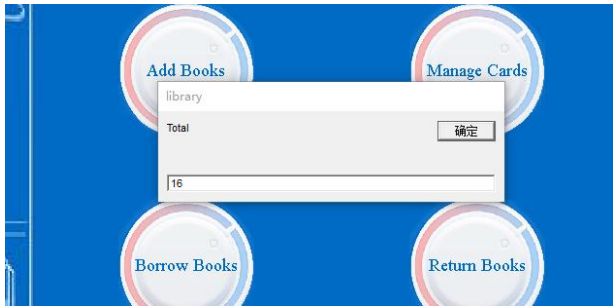 Add Books
Manage Cards
library
Total
确定
16
Borrow Books
Return Books